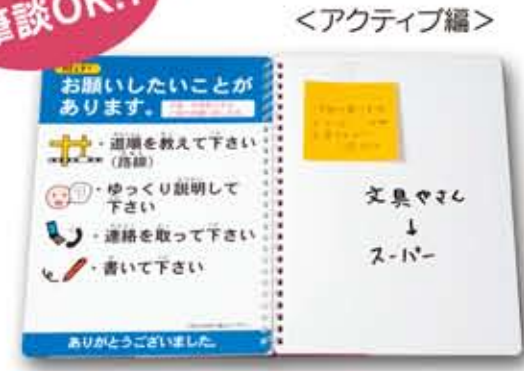 筆談OK!!
<アクティブ編>
お願いしたいことが
あります。
・道順を教えて下さい
(路線)
・ゆっくり説明して
下さい
・連絡を取って下さい
・書いて下さい
ありがとうございました。
文具やさん
↓
スーパー